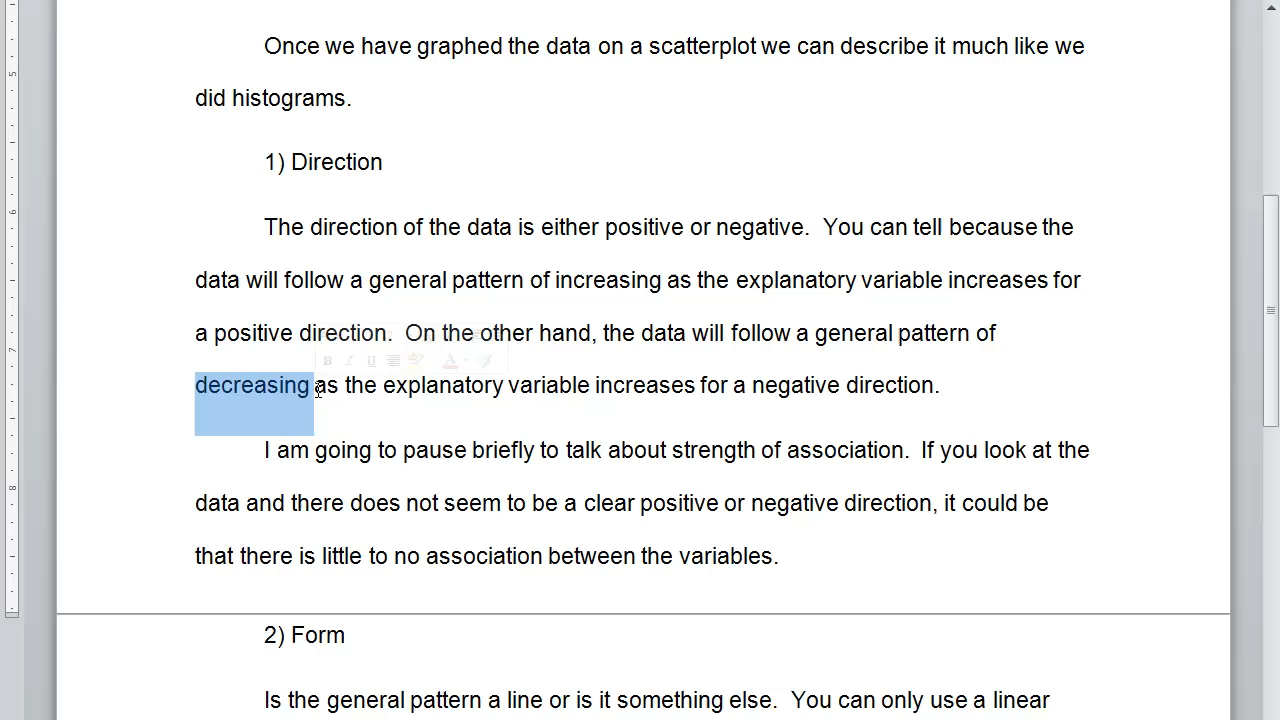 Once we have graphed the data on a scatterplot we can describe it much like we
did histograms.
1) Direction
The direction of the data is either positive or negative. You can tell because the
data will follow a general pattern of increasing as the explanatory variable increases for
a positive direction. On the other hand, the data will follow a general pattern of
decreasing as the explanatory variable increases for a negative direction.
I am going to pause briefly to talk about strength of association. If you look at the
data and there does not seem to be a clear positive or negative direction, it could be
that there is little to no association between the variables.
2) Form
Is the general pattern a line or is it something else. You can only use a linear
5
6
7
8
B I U A